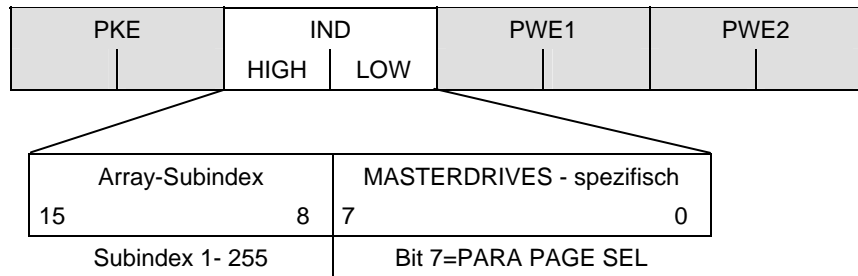 PKE IND PWE1 PWE2
HIGH LOW
Array-Subindex MASTERDRIVES - spezifisch
15 8 7 0
Subindex 1- 255 Bit 7=PARA PAGE SEL